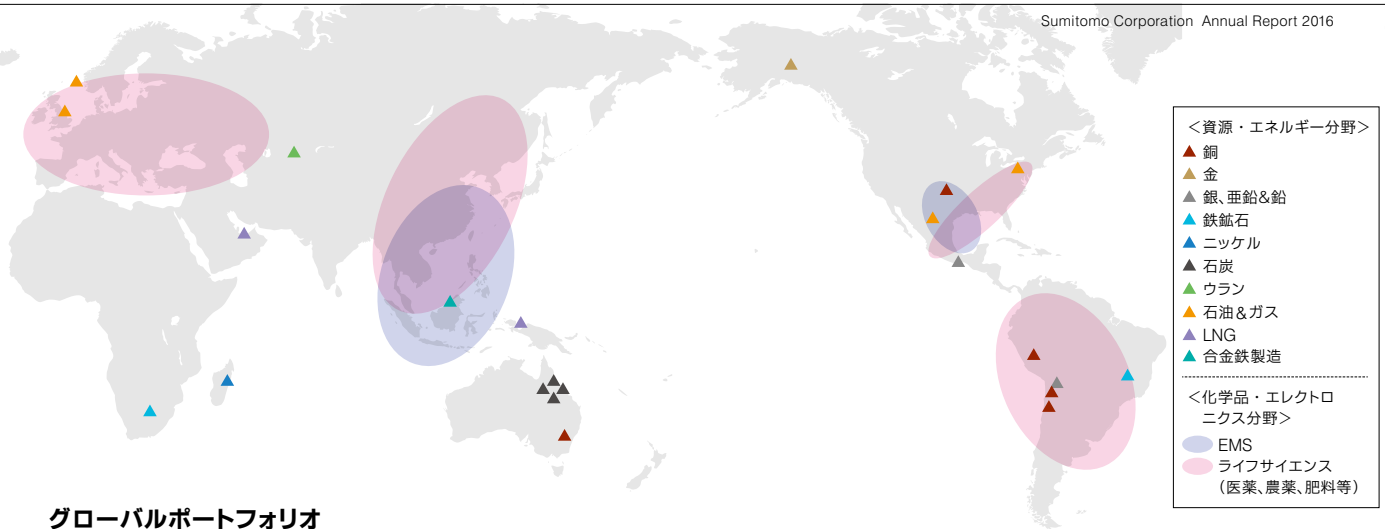 Sumitomo Corporation Annual Report 2016
＜資源・エネルギー分野＞
銅
金
銀、亜鉛&鉛
鉄鉱石
ニッケル
石炭
ウラン
石油&ガス
LNG
合金鉄製造
＜化学品・エレクトロ
ニクス分野＞
EMS
ライフサイエンス
（医薬、農薬、肥料等）
グローバルポートフォリオ